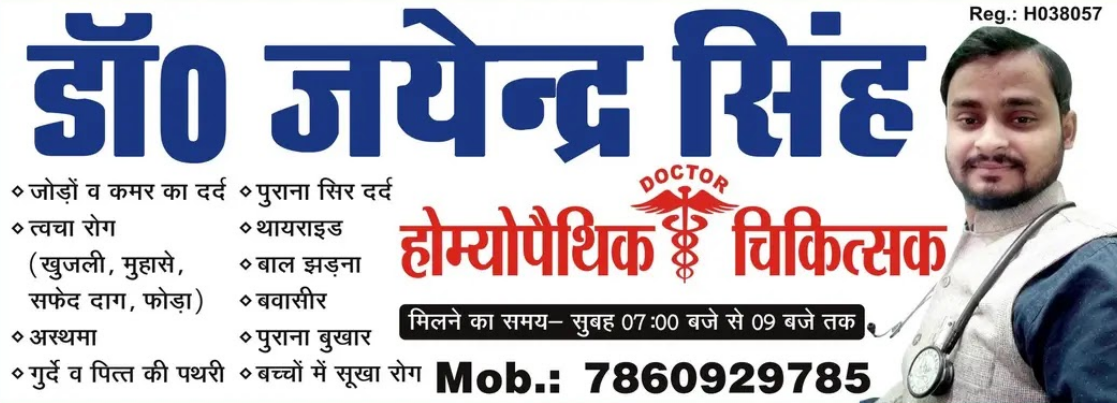 Reg.: H038057
डॉ0 जयेन्द्र सिंह
⋄ जोड़ों व कमर का दर्द
⋄ त्वचा रोग
(खुजली, मुहासे,
सफेद दाग, फोड़ा)
⋄ अस्थमा
⋄ गुर्दे व पित्त की पथरी
⋄ पुराना सिर दर्द
⋄ थायराइड
⋄ बाल झड़ना
⋄ बवासीर
⋄ पुराना बुखार
⋄ बच्चों में सूखा रोग
DOCTOR
होम्योपैथिक चिकित्सक
मिलने का समय– सुबह 07:00 बजे से 09 बजे तक
Mob.: 7860929785